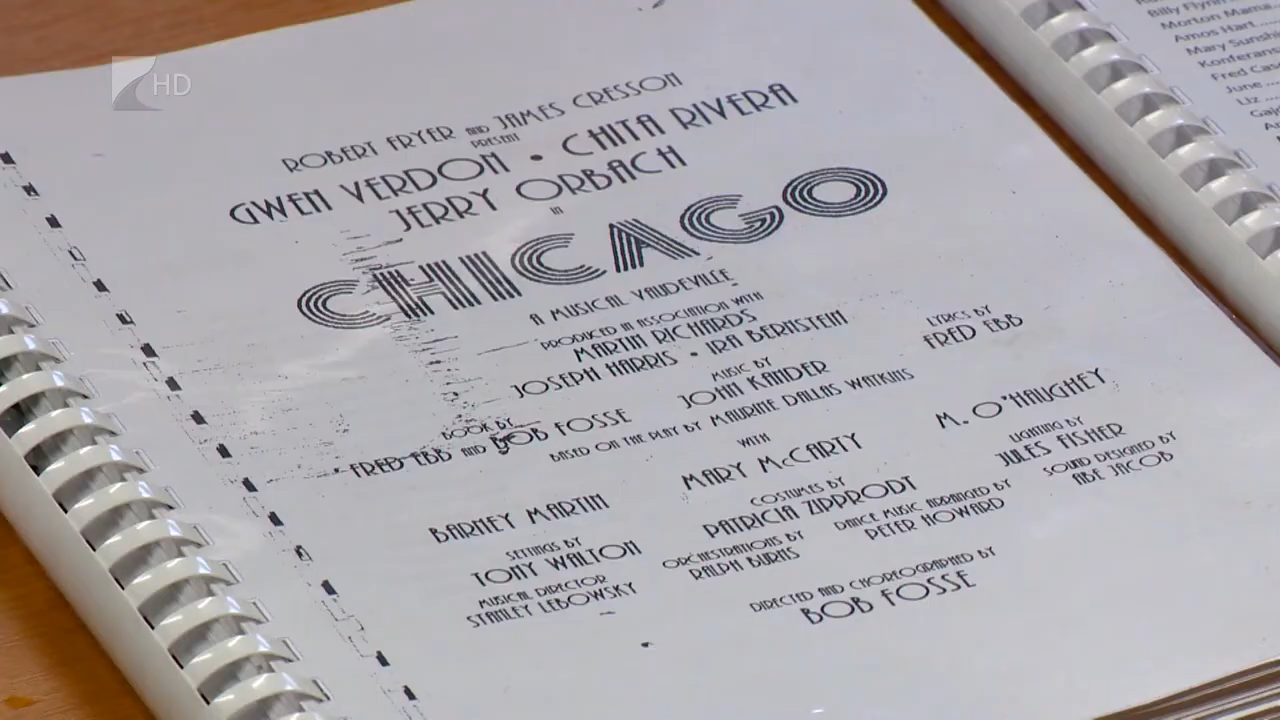 HD
ROBERT FRYER AND JAMES CRESSON
PRESENT
GWEN VERDON • CHITA RIVERA
JERRY ORBACH
in
CHICAGO
A MUSICAL VAUDEVILLE
PRODUCED IN ASSOCIATION WITH
MARTIN RICHARDS
JOSEPH HARRIS • IRA BERNSTEIN
BOOK BY
FRED EBB AND BOB FOSSE
MUSIC BY
JOHN KANDER
LYRICS BY
FRED EBB
BASED ON THE PLAY BY MAURINE DALLAS WATKINS
WITH
BARNEY MARTIN
MARY McCARTY
M. O'HAUGHEY
SETTINGS BY
TONY WALTON
COSTUMES BY
PATRICIA ZIPPRODT
LIGHTING BY
JULES FISHER
MUSICAL DIRECTOR
STANLEY LEBOWSKY
ORCHESTRATIONS BY
RALPH BURNS
DANCE MUSIC ARRANGED BY
PETER HOWARD
SOUND DESIGNED BY
ABE JACOB
DIRECTED AND CHOREOGRAPHED BY
BOB FOSSE
Billy Flynn
Morton Mama
Amos Hart
Mary Sunshi
Konferans
Fred Case
June
Liz